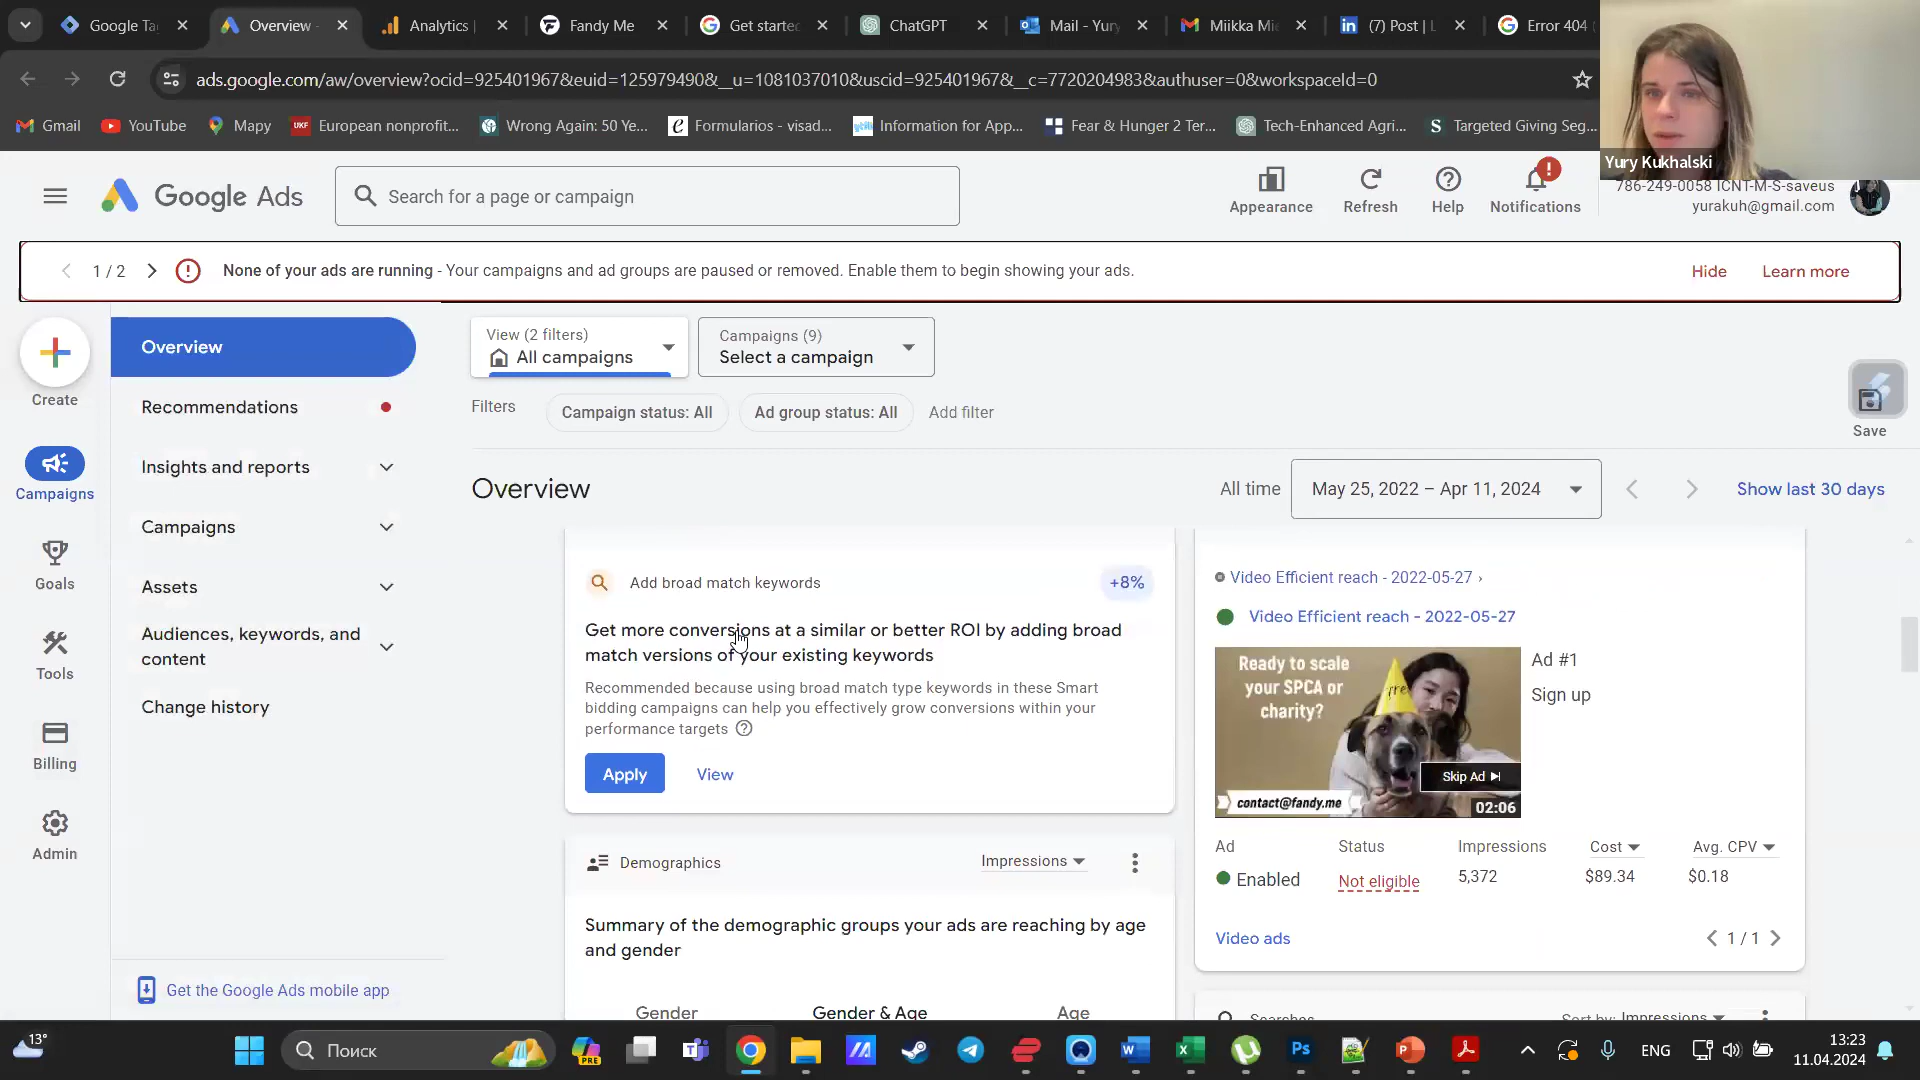 Google Ta
Overview -
Analytics |
Fandy Me
Get starte
ChatGPT
Mail - Yury
Miikka Mie
(7) Post | L
Error 404
ads.google.com/aw/overview?ocid=925401967&euid=125979490&__u=1081037010&uscid=925401967&__c=7720204983&authuser=0&workspaceId=0
Gmail
YouTube
Mapy
UKF
European nonprofit...
Wrong Again: 50 Ye...
Formularios - visad...
Information for App...
Fear & Hunger 2 Ter...
Tech-Enhanced Agri...
Targeted Giving Seg...
Yury Kukhalski
Google Ads
Search for a page or campaign
Appearance
Refresh
Help
Notifications
786-249-0058 ICNT-M-S-saveus
yurakuh@gmail.com
1 / 2
None of your ads are running - Your campaigns and ad groups are paused or removed. Enable them to begin showing your ads.
Hide
Learn more
Create
Campaigns
Goals
Tools
Billing
Admin
Overview
Recommendations
Insights and reports
Campaigns
Assets
Audiences, keywords, and
content
Change history
Get the Google Ads mobile app
View (2 filters)
All campaigns
Campaigns (9)
Select a campaign
Filters
Campaign status: All
Ad group status: All
Add filter
Save
Overview
All time
May 25, 2022 – Apr 11, 2024
Show last 30 days
Add broad match keywords
+8%
Get more conversions at a similar or better ROI by adding broad
match versions of your existing keywords
Recommended because using broad match type keywords in these Smart
bidding campaigns can help you effectively grow conversions within your
performance targets
Apply
View
Demographics
Impressions
Summary of the demographic groups your ads are reaching by age
and gender
Gender
Gender & Age
Age
Video Efficient reach - 2022-05-27 ›
Video Efficient reach - 2022-05-27
Ready to scale
your SPCA or
charity?
contact@fandy.me
Skip Ad
02:06
Ad #1
Sign up
Ad
Status
Impressions
Cost
Avg. CPV
Enabled
Not eligible
5,372
$89.34
$0.18
Video ads
1 / 1
Searches
Sort by: Impressions
13°
Поиск
PRE
ENG
13:23
11.04.2024